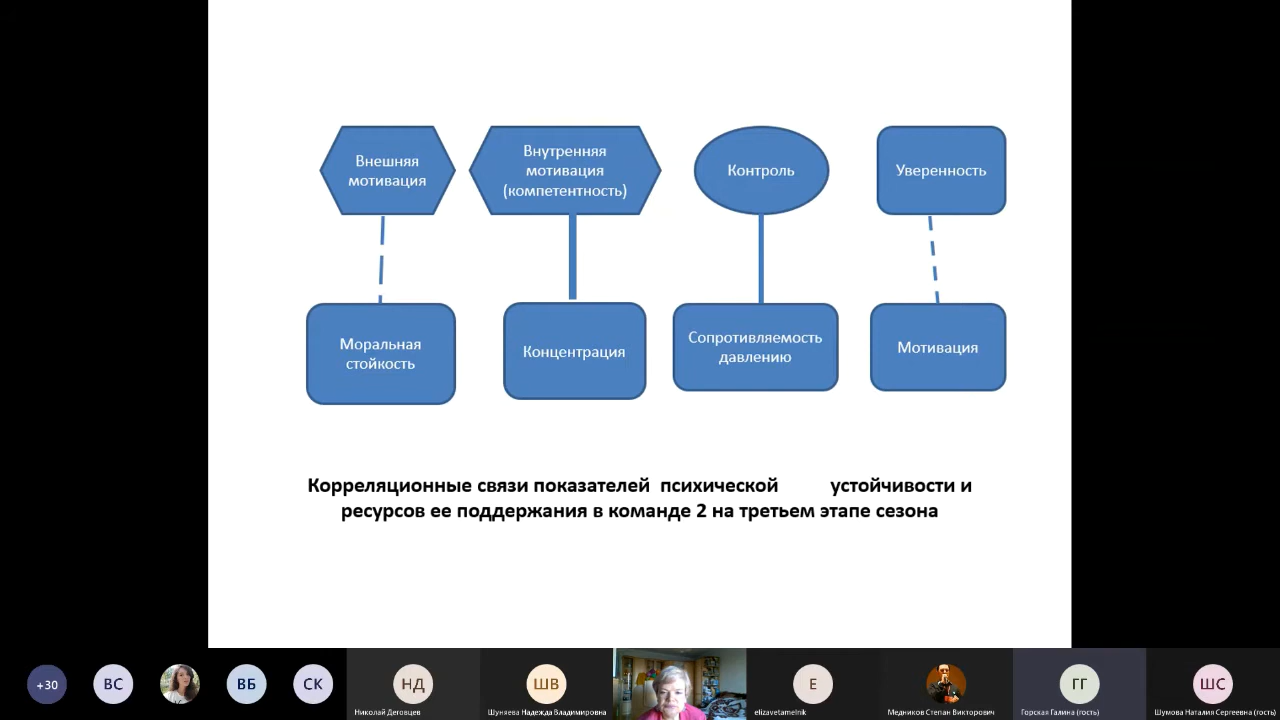 Внешняя
мотивация
Внутренняя
мотивация
(компетентность)
Контроль
Уверенность
Моральная
стойкость
Концентрация
Сопротивляемость
давлению
Мотивация
Корреляционные связи показателей психической устойчивости и
ресурсов ее поддержания в команде 2 на третьем этапе сезона
+30
ВС
ВБ
СК
НД
Николай Деговцев
ШВ
Шуняева Надежда Владимировна
E
elizavetamelnik
Медников Степан Викторович
ГГ
Горская Галина (гость)
ШС
Шумова Наталия Сергеевна (гость)